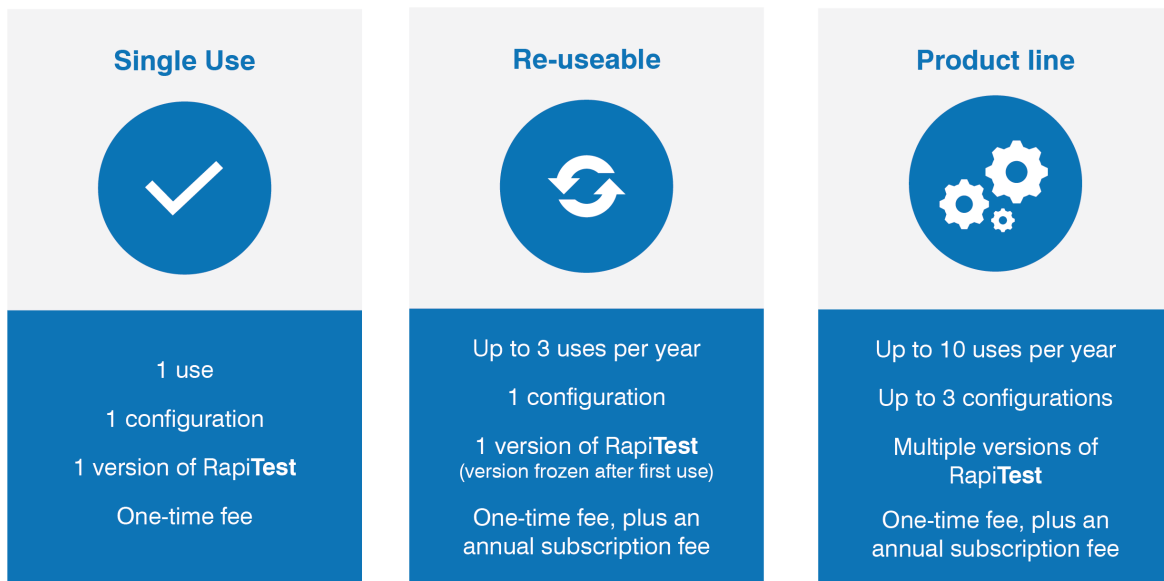 Single Use
1 use
1 configuration
1 version of RapiTest
One-time fee
Re-useable
Up to 3 uses per year
1 configuration
1 version of RapiTest
(version frozen after first use)
One-time fee, plus an
annual subscription fee
Product line
Up to 10 uses per year
Up to 3 configurations
Multiple versions of
RapiTest
One-time fee, plus an
annual subscription fee